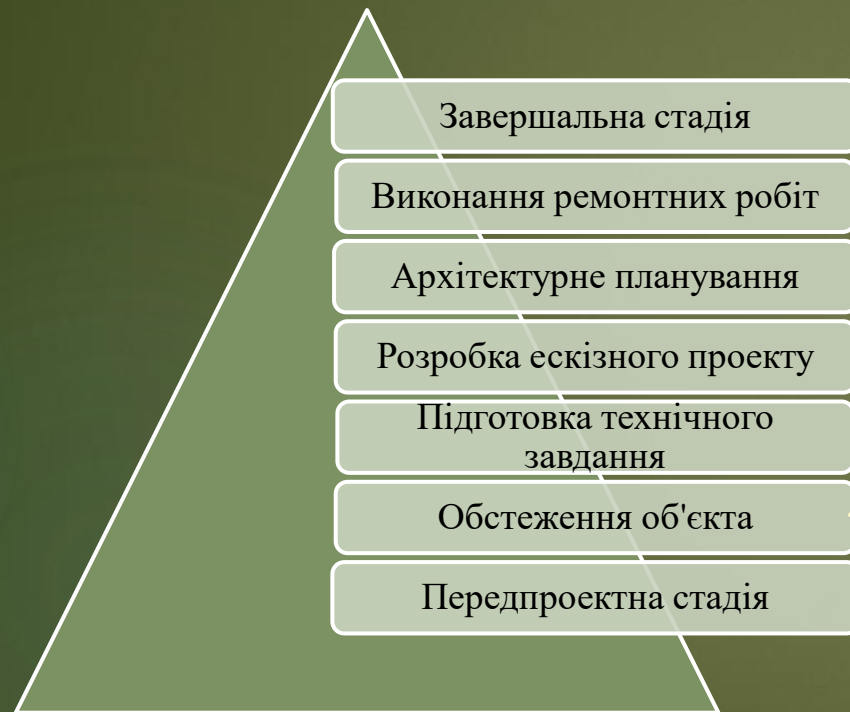 Завершальна стадія
Виконання ремонтних робіт
Архітектурне планування
Розробка ескізного проекту
Підготовка технічного
завдання
Обстеження об'єкта
Передпроектна стадія